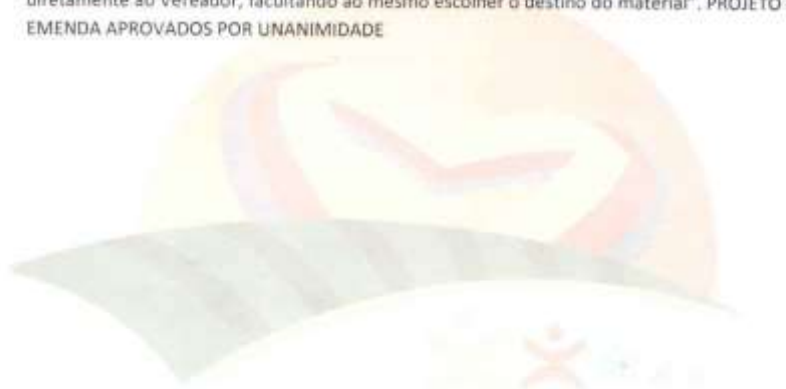 diretamente ao vereador, facultando ao mesmo escolher o destino do material". PROJETO
EMENDA APROVADOS POR UNANIMIDADE